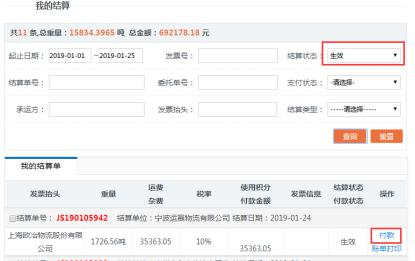 我的结算
共11 条,总重量：15834.3965 吨 总金额：692178.18 元
起止日期： 2019-01-01 ~2019-01-25 发票号： 结算状态： 生效
结算单号： 委托单号： 支付状态： -请选择-
承运方： 发票抬头： 结算类型： -----请选择-----
查询 重置
我的结算单
发票抬头 重量 运费 杂费 税率 使用积分 付款金额 发票信息 结算状态 付款状态 操作
结算单号： JS190105942 结算单位：宁波运赢物流有限公司 结算日期：2019-01-24
上海欧冶物流股份有限公司 1726.56吨 35363.05 10% 35363.05 生效 付款 账单打印